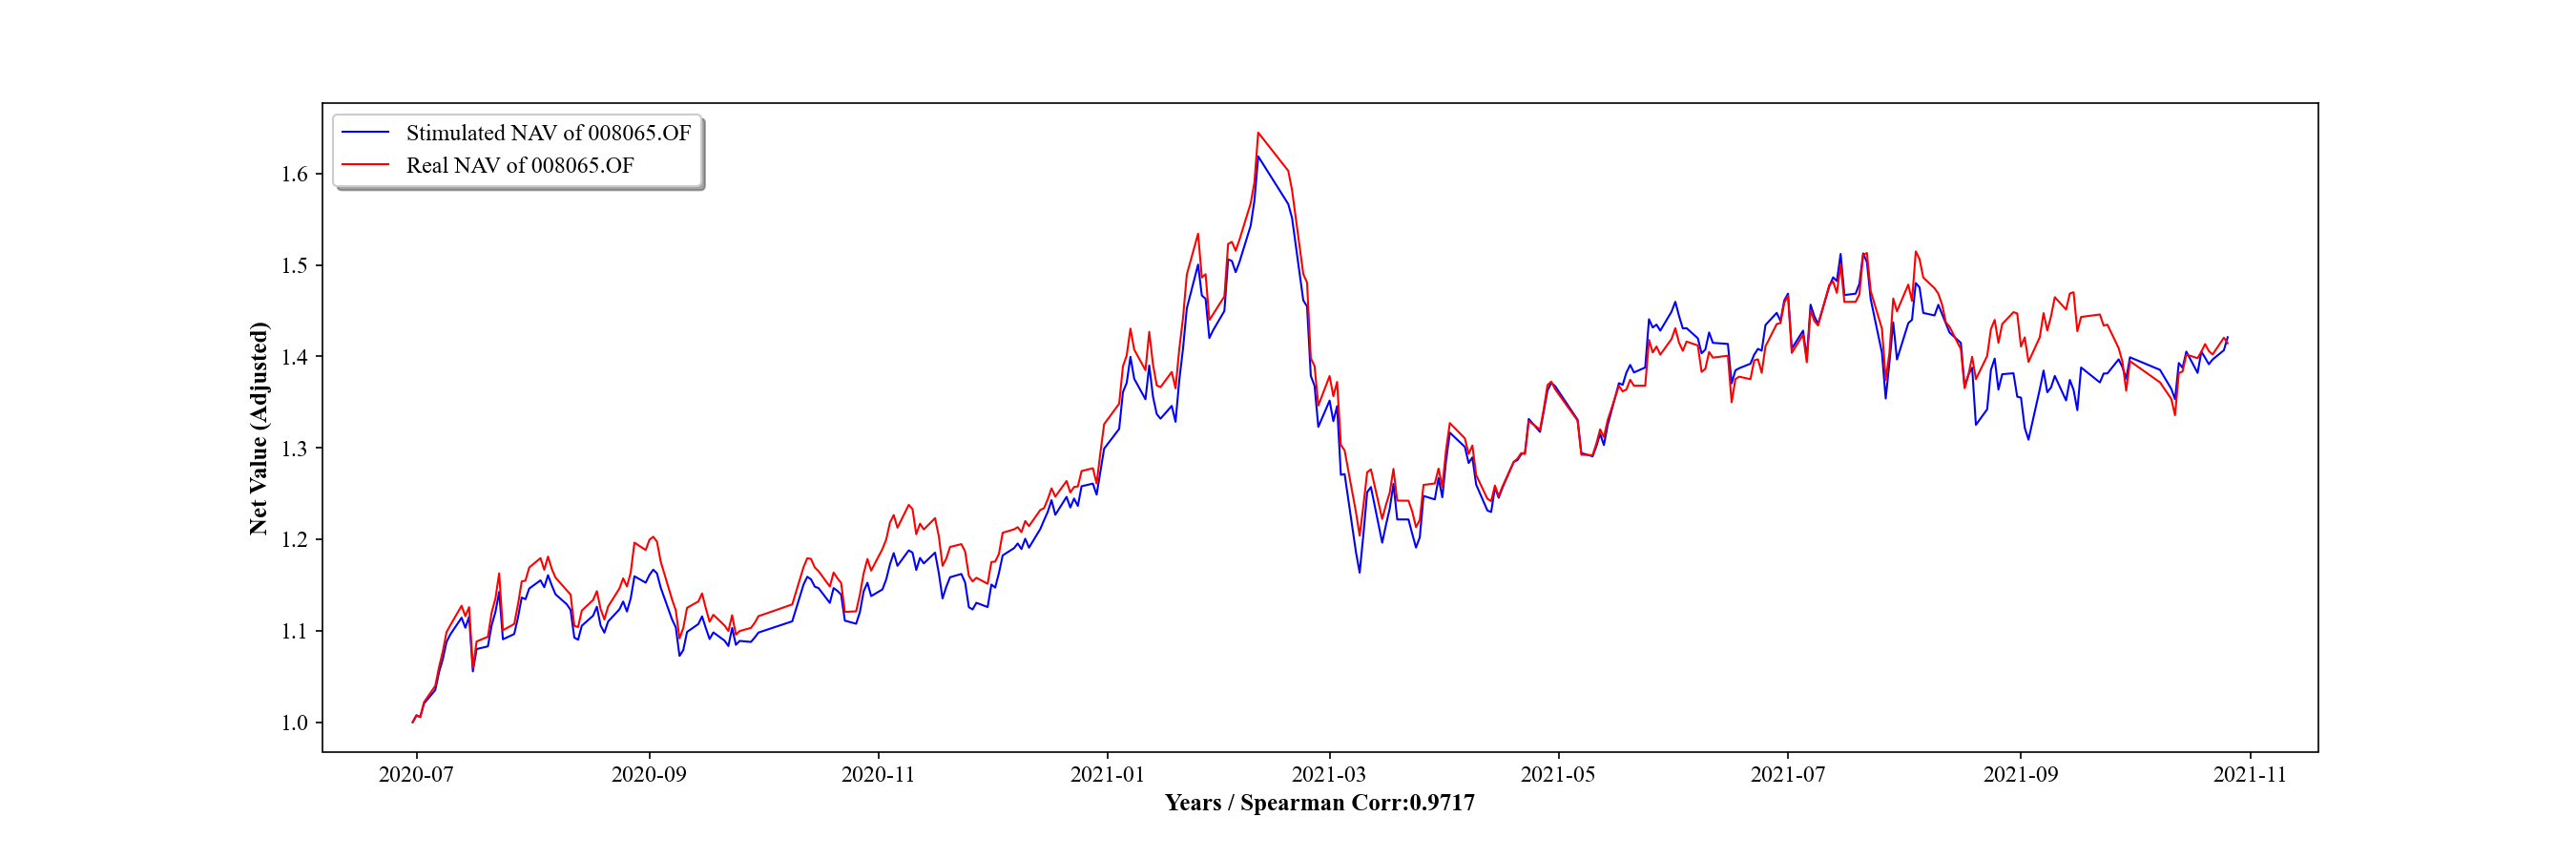 Stimulated NAV of 008065.OF
Real NAV of 008065.OF
Net Value (Adjusted)
1.6
1.5
1.4
1.3
1.2
1.1
1.0
2020-07 2020-09 2020-11 2021-01 2021-03 2021-05 2021-07 2021-09 2021-11
Years / Spearman Corr:0.9717